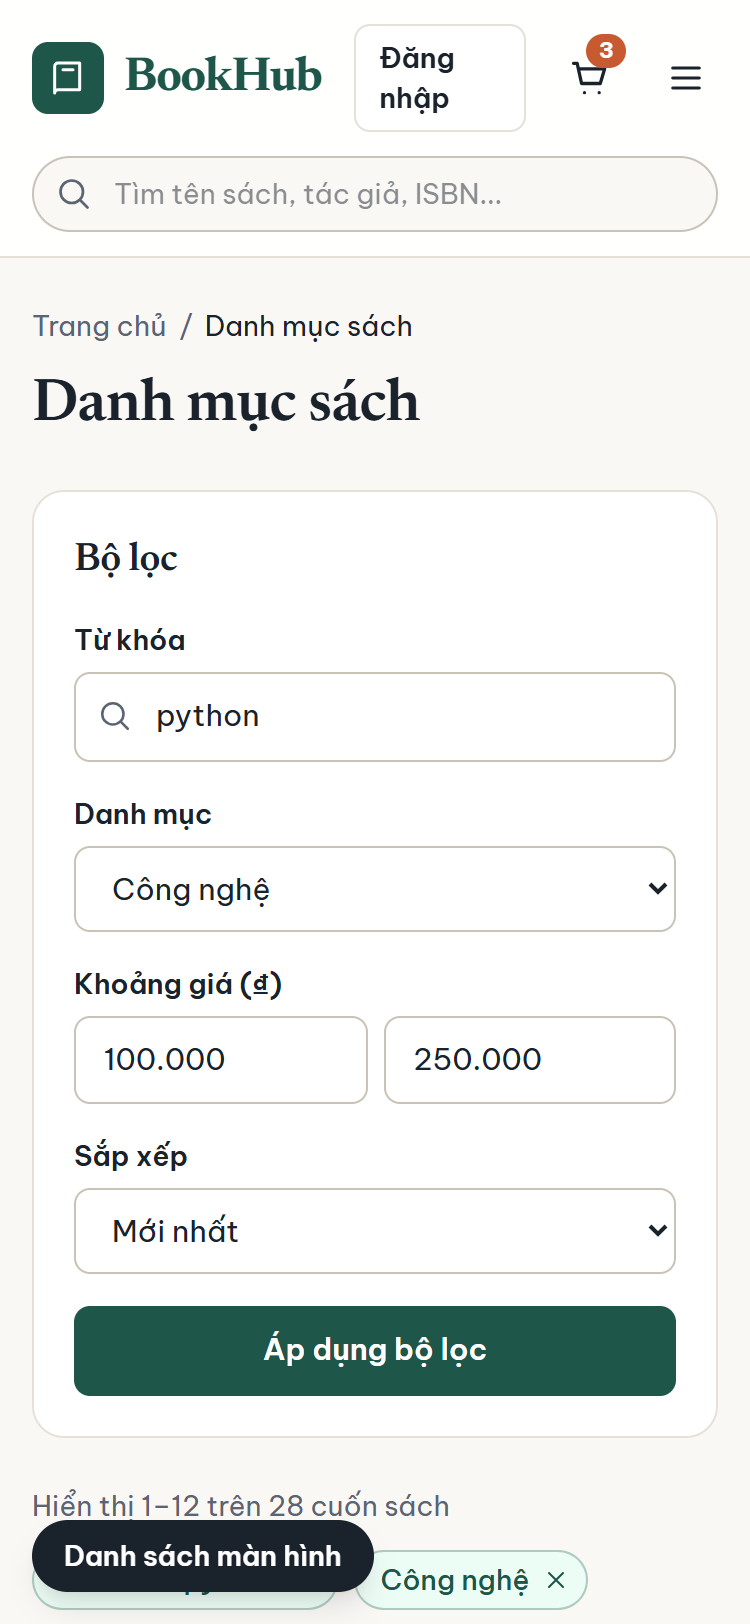 BookHub
Đăng
nhập
3
Tìm tên sách, tác giả, ISBN...
Trang chủ / Danh mục sách
Danh mục sách
Bộ lọc
Từ khóa
python
Danh mục
Công nghệ
Khoảng giá (₫)
100.000
250.000
Sắp xếp
Mới nhất
Áp dụng bộ lọc
Hiển thị 1–12 trên 28 cuốn sách
Danh sách màn hình
Công nghệ